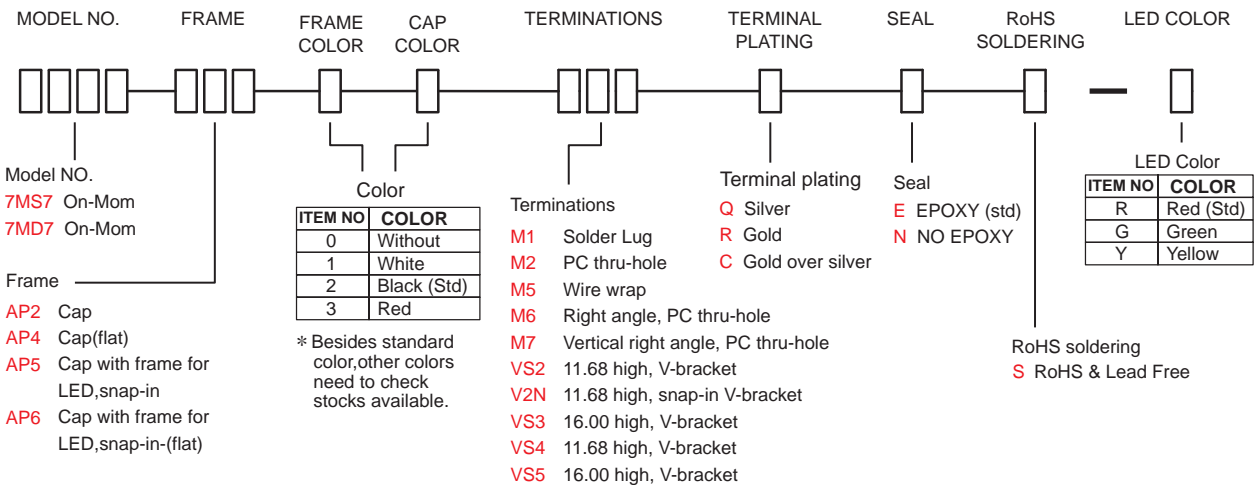 MODEL NO. FRAME FRAME COLOR CAP COLOR TERMINATIONS TERMINAL PLATING SEAL RoHS SOLDERING LED COLOR
Model NO.
7MS7 On-Mom
7MD7 On-Mom
Frame
AP2 Cap
AP4 Cap(flat)
AP5 Cap with frame for
LED,snap-in
AP6 Cap with frame for
LED,snap-in-(flat)
Color
ITEM NO COLOR
0 Without
1 White
2 Black (Std)
3 Red
* Besides standard
color,other colors
need to check
stocks available.
Terminations
M1 Solder Lug
M2 PC thru-hole
M5 Wire wrap
M6 Right angle, PC thru-hole
M7 Vertical right angle, PC thru-hole
VS2 11.68 high, V-bracket
V2N 11.68 high, snap-in V-bracket
VS3 16.00 high, V-bracket
VS4 11.68 high, V-bracket
VS5 16.00 high, V-bracket
Terminal plating
Q Silver
R Gold
C Gold over silver
Seal
E EPOXY (std)
N NO EPOXY
RoHS soldering
S RoHS & Lead Free
LED Color
ITEM NO COLOR
R Red (Std)
G Green
Y Yellow